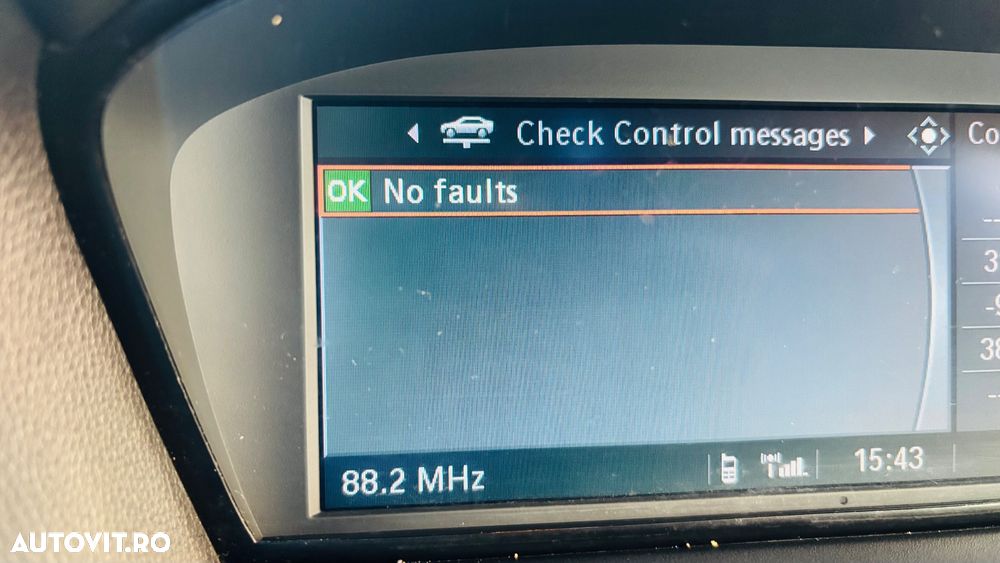 Check Control messages
OK No faults
88.2 MHz
15:43
AUTOVIT.RO